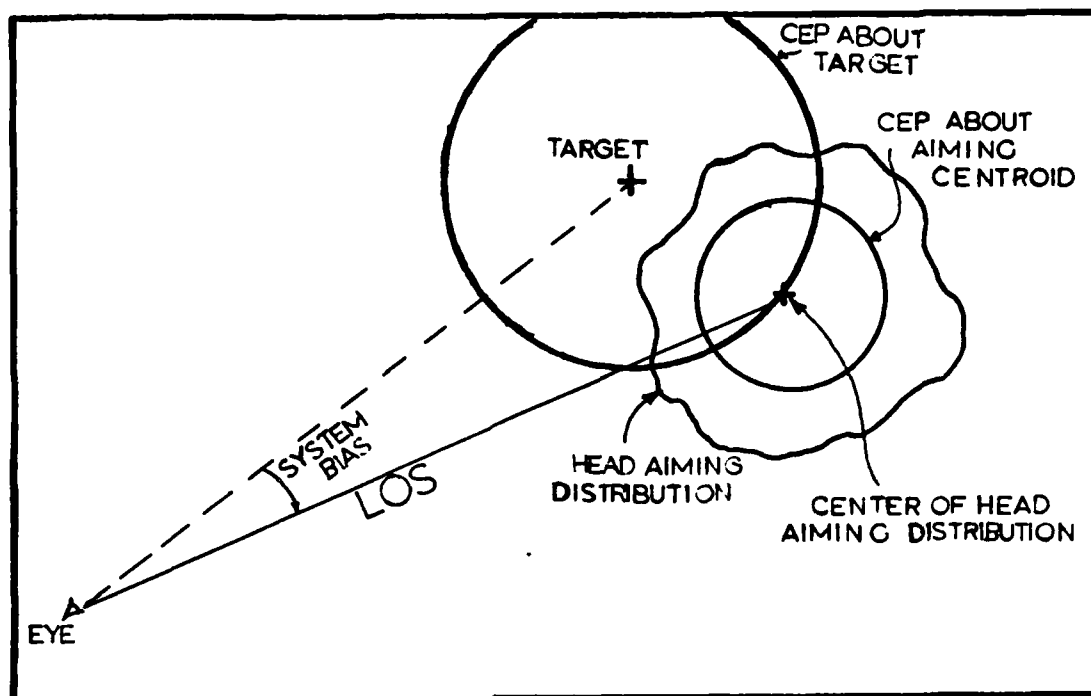 CEP ABOUT
TARGET
CEP ABOUT
AIMING
CENTROID
TARGET
SYSTEM
BIAS
LOS
HEAD AIMING
DISTRIBUTION
CENTER OF HEAD
AIMING DISTRIBUTION
EYE